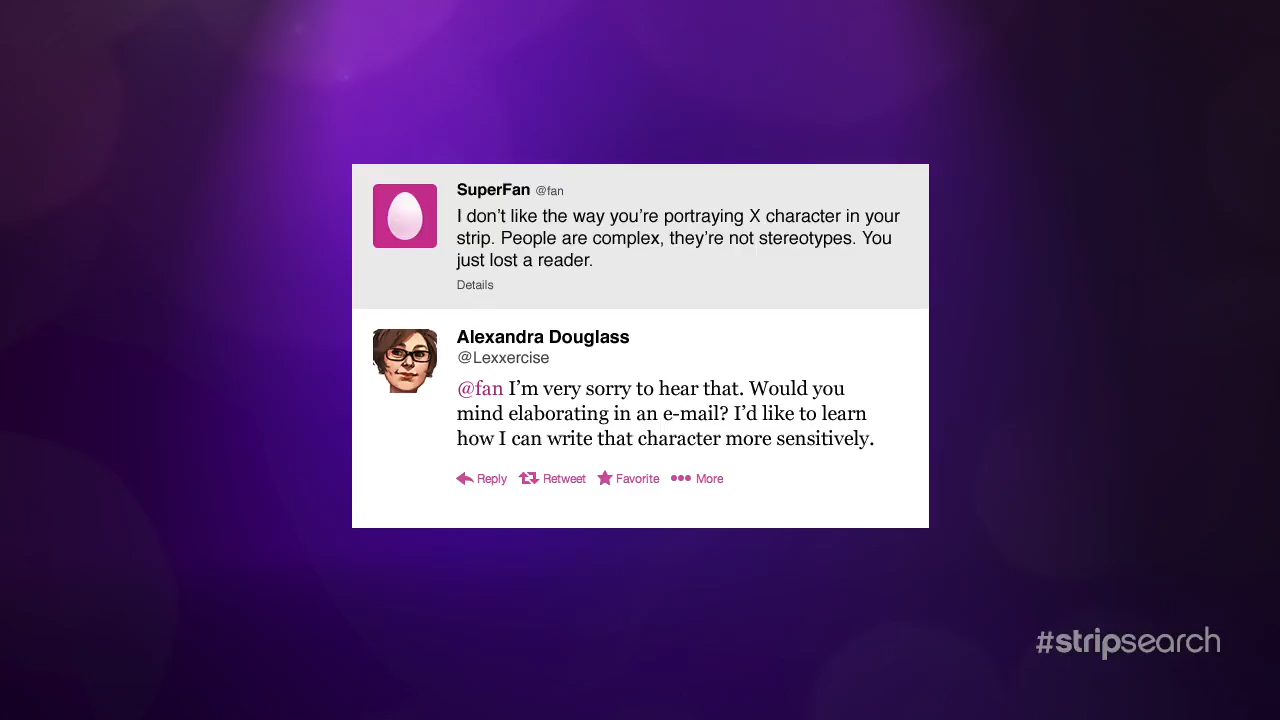 SuperFan @fan
I don't like the way you're portraying X character in your
strip. People are complex, they're not stereotypes. You
just lost a reader.
Details
Alexandra Douglass
@Lexxercise
@fan I'm very sorry to hear that. Would you
mind elaborating in an e-mail? I'd like to learn
how I can write that character more sensitively.
Reply Retweet Favorite More
#stripsearch